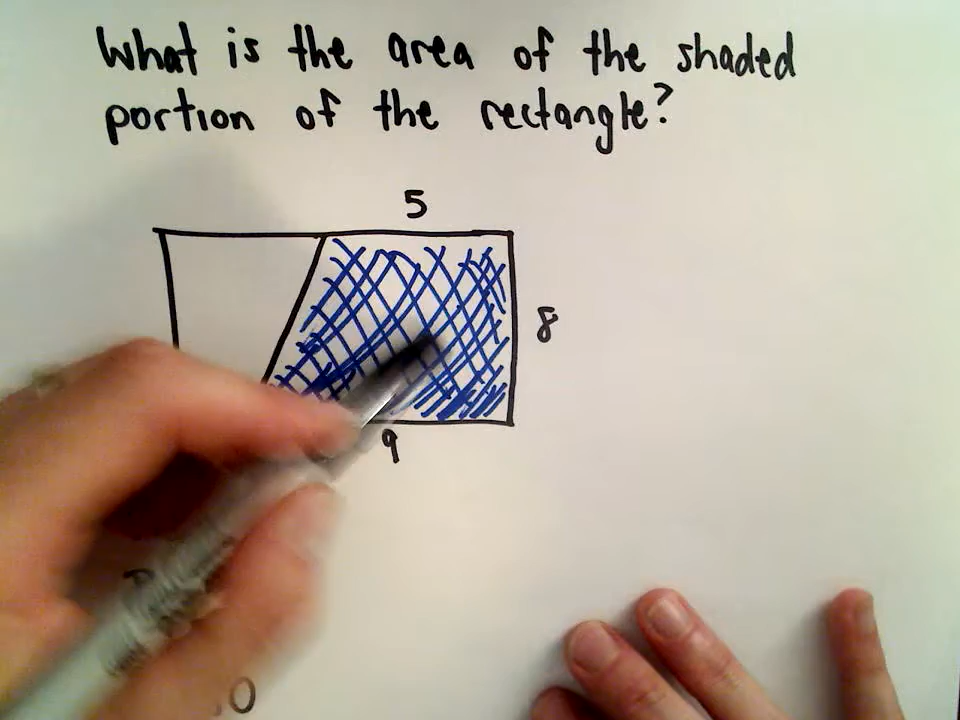 What is the area of the shaded
portion of the rectangle?
5
8
9